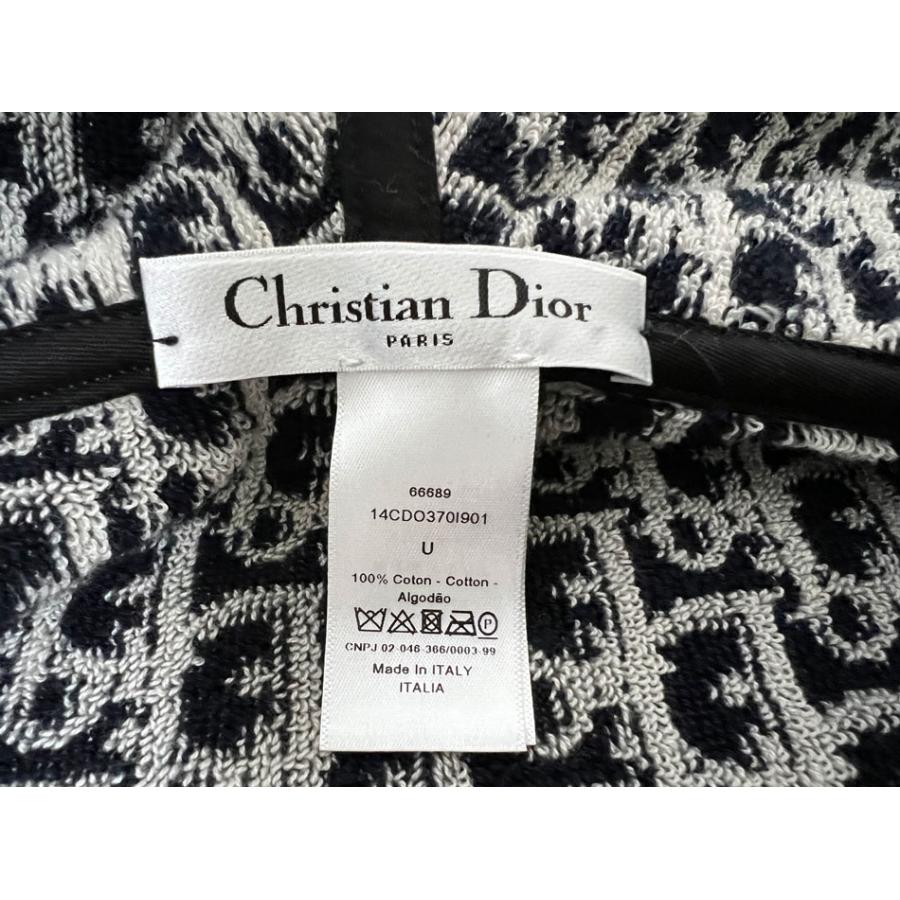 Christian Dior
PARIS
66689
14CDO370I901
U
100% Coton - Cotton -
Algodão
P
CNPJ 02-046-366/0003-99
Made In ITALY
ITALIA